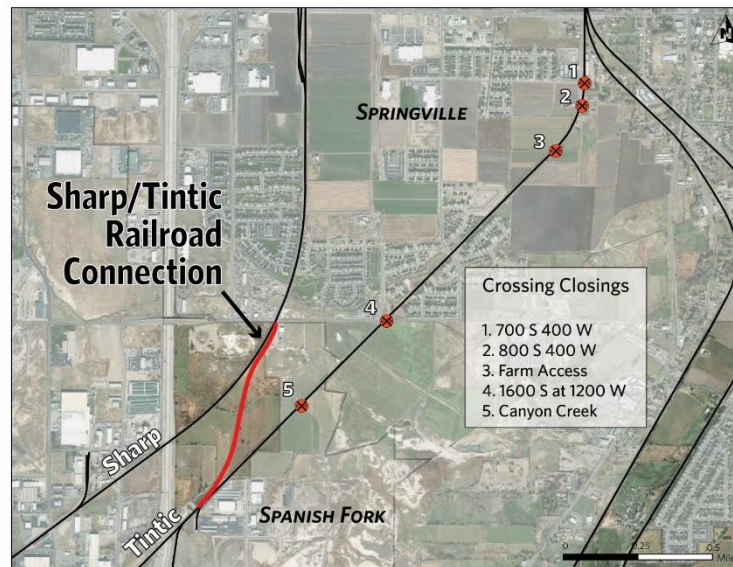 N
1
2
SPRINGVILLE
3
Sharp/Tintic
Railroad
Connection
Crossing Closings
1. 700 S 400 W
2. 800 S 400 W
3. Farm Access
4. 1600 S at 1200 W
5. Canyon Creek
4
5
Sharp
Tintic
SPANISH FORK
0 0.25 0.5
Mile